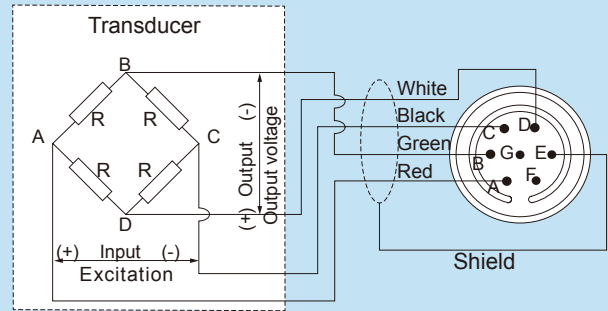 Transducer
B
R
R
A
C
R
R
D
(+) Output (-)
Output voltage
(+) Input (-)
Excitation
White
Black
Green
Red
Shield
C
D
B
G
E
A
F